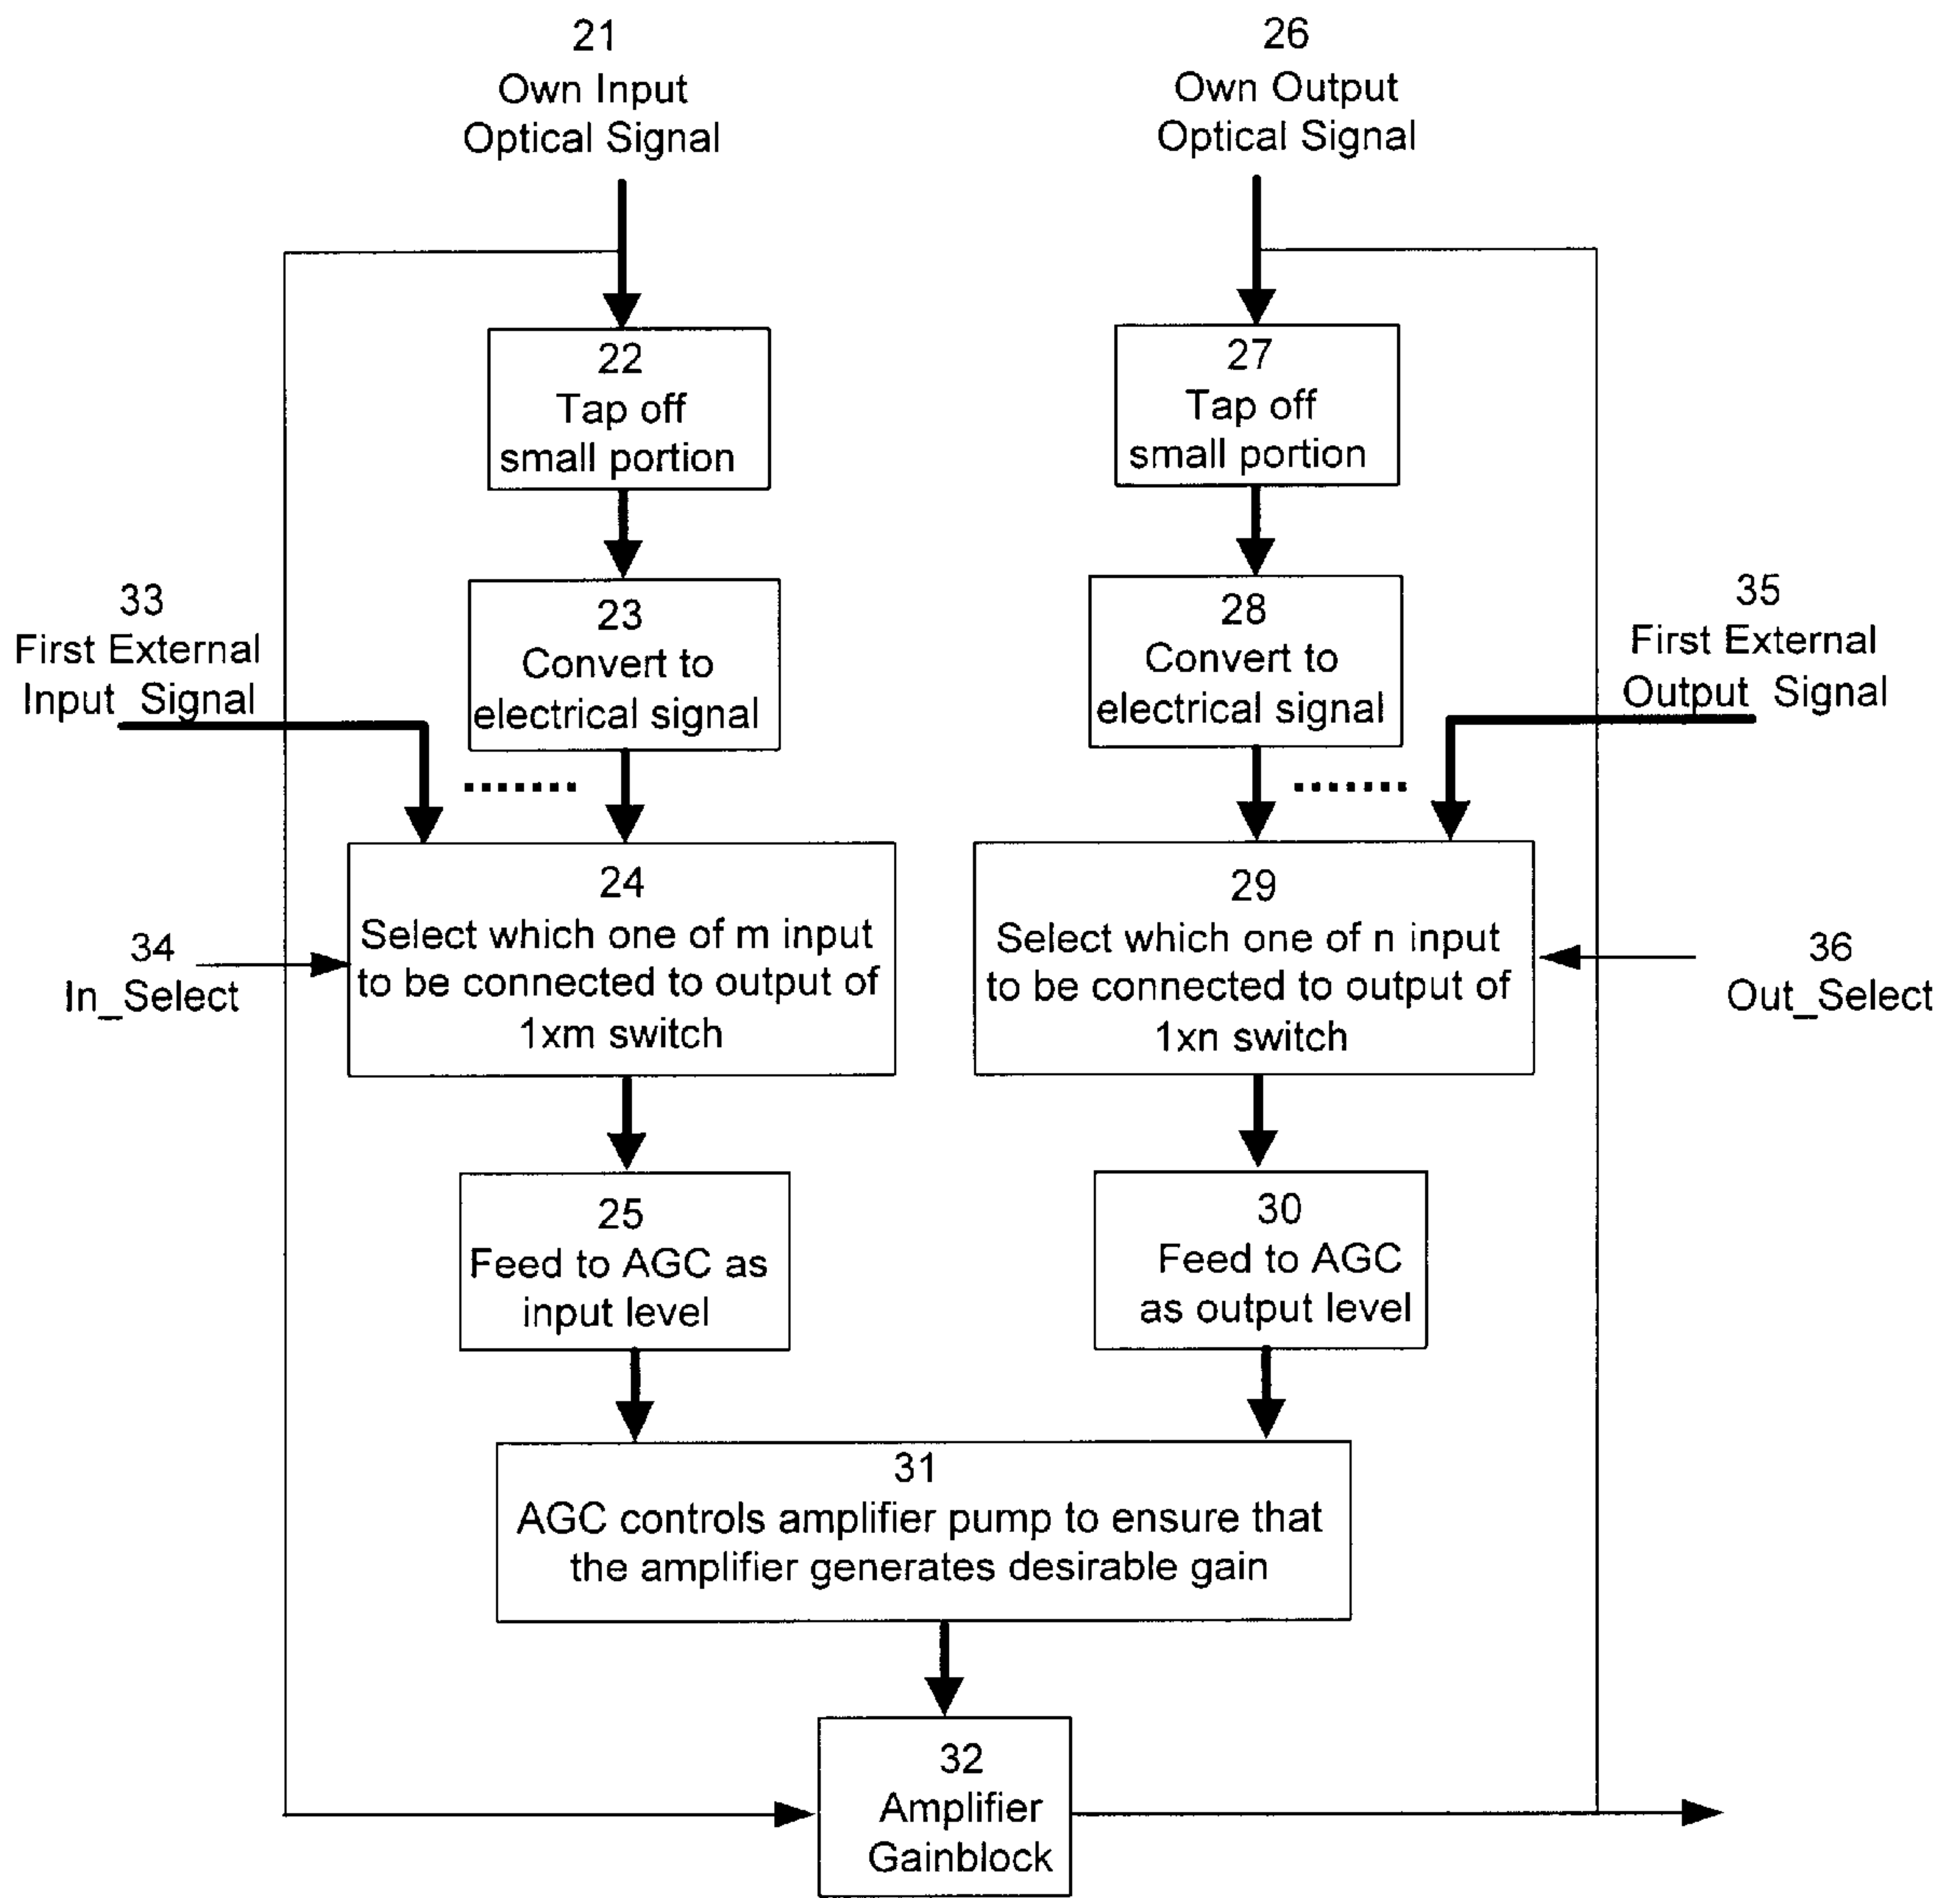 21
Own Input
Optical Signal
26
Own Output
Optical Signal
22
Tap off
small portion
27
Tap off
small portion
33
First External
Input_Signal
23
Convert to
electrical signal
28
Convert to
electrical signal
35
First External
Output_Signal
24
Select which one of m input
to be connected to output of
1xm switch
29
Select which one of n input
to be connected to output of
1xn switch
34
In_Select
36
Out_Select
25
Feed to AGC as
input level
30
Feed to AGC
as output level
31
AGC controls amplifier pump to ensure that
the amplifier generates desirable gain
32
Amplifier
Gainblock